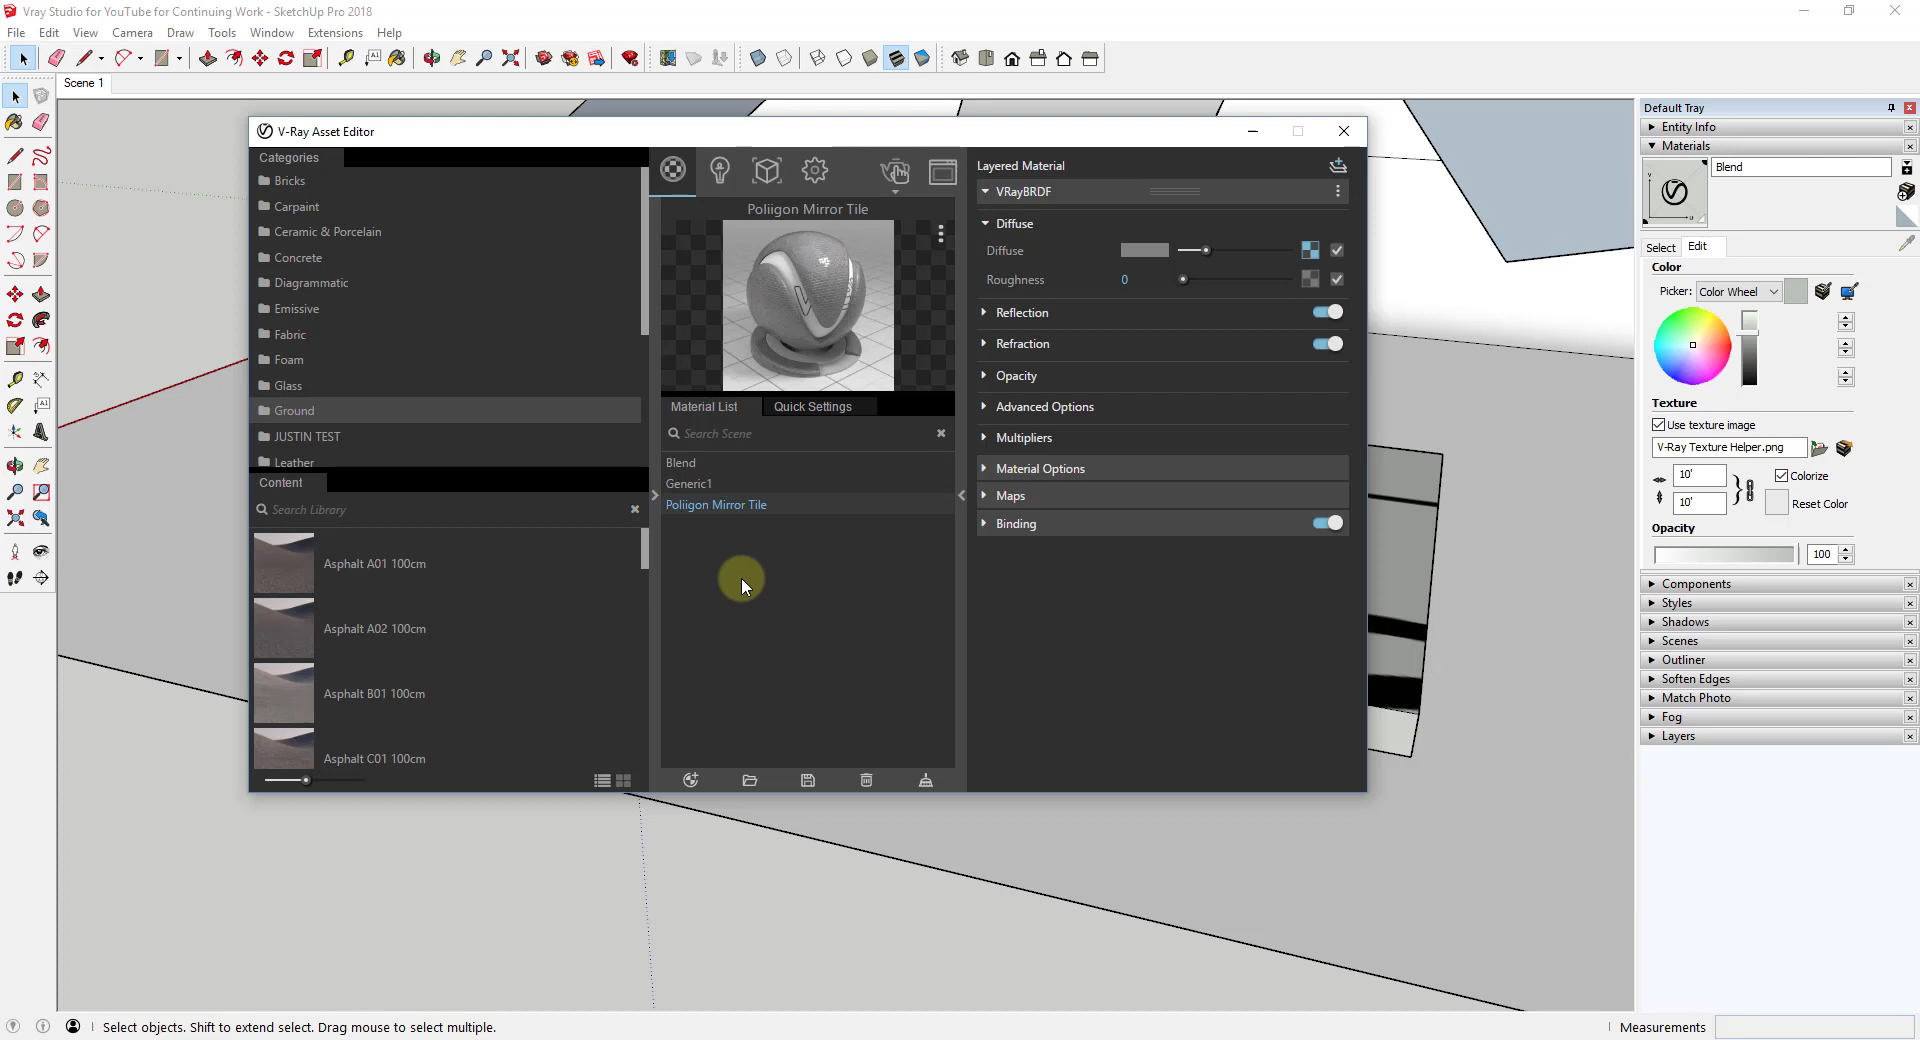 Vray Studio for YouTube for Continuing Work - SketchUp Pro 2018
File Edit View Camera Draw Tools Window Extensions Help
Scene 1
V-Ray Asset Editor
Categories
Bricks
Carpaint
Ceramic & Porcelain
Concrete
Diagrammatic
Emissive
Fabric
Foam
Glass
Ground
JUSTIN TEST
Leather
Content
Search Library
Asphalt A01 100cm
Asphalt A02 100cm
Asphalt B01 100cm
Asphalt C01 100cm
Poliigon Mirror Tile
Material List Quick Settings
Search Scene
Blend
Generic1
Poliigon Mirror Tile
Layered Material
VRayBRDF
Diffuse
Diffuse
Roughness 0
Reflection
Refraction
Opacity
Advanced Options
Multipliers
Material Options
Maps
Binding
Default Tray
Entity Info
Materials
Blend
Select Edit
Color
Picker: Color Wheel
Texture
Use texture image
V-Ray Texture Helper.png
10' Colorize
10' Reset Color
Opacity
100
Components
Styles
Shadows
Scenes
Outliner
Soften Edges
Match Photo
Fog
Layers
Select objects. Shift to extend select. Drag mouse to select multiple.
Measurements